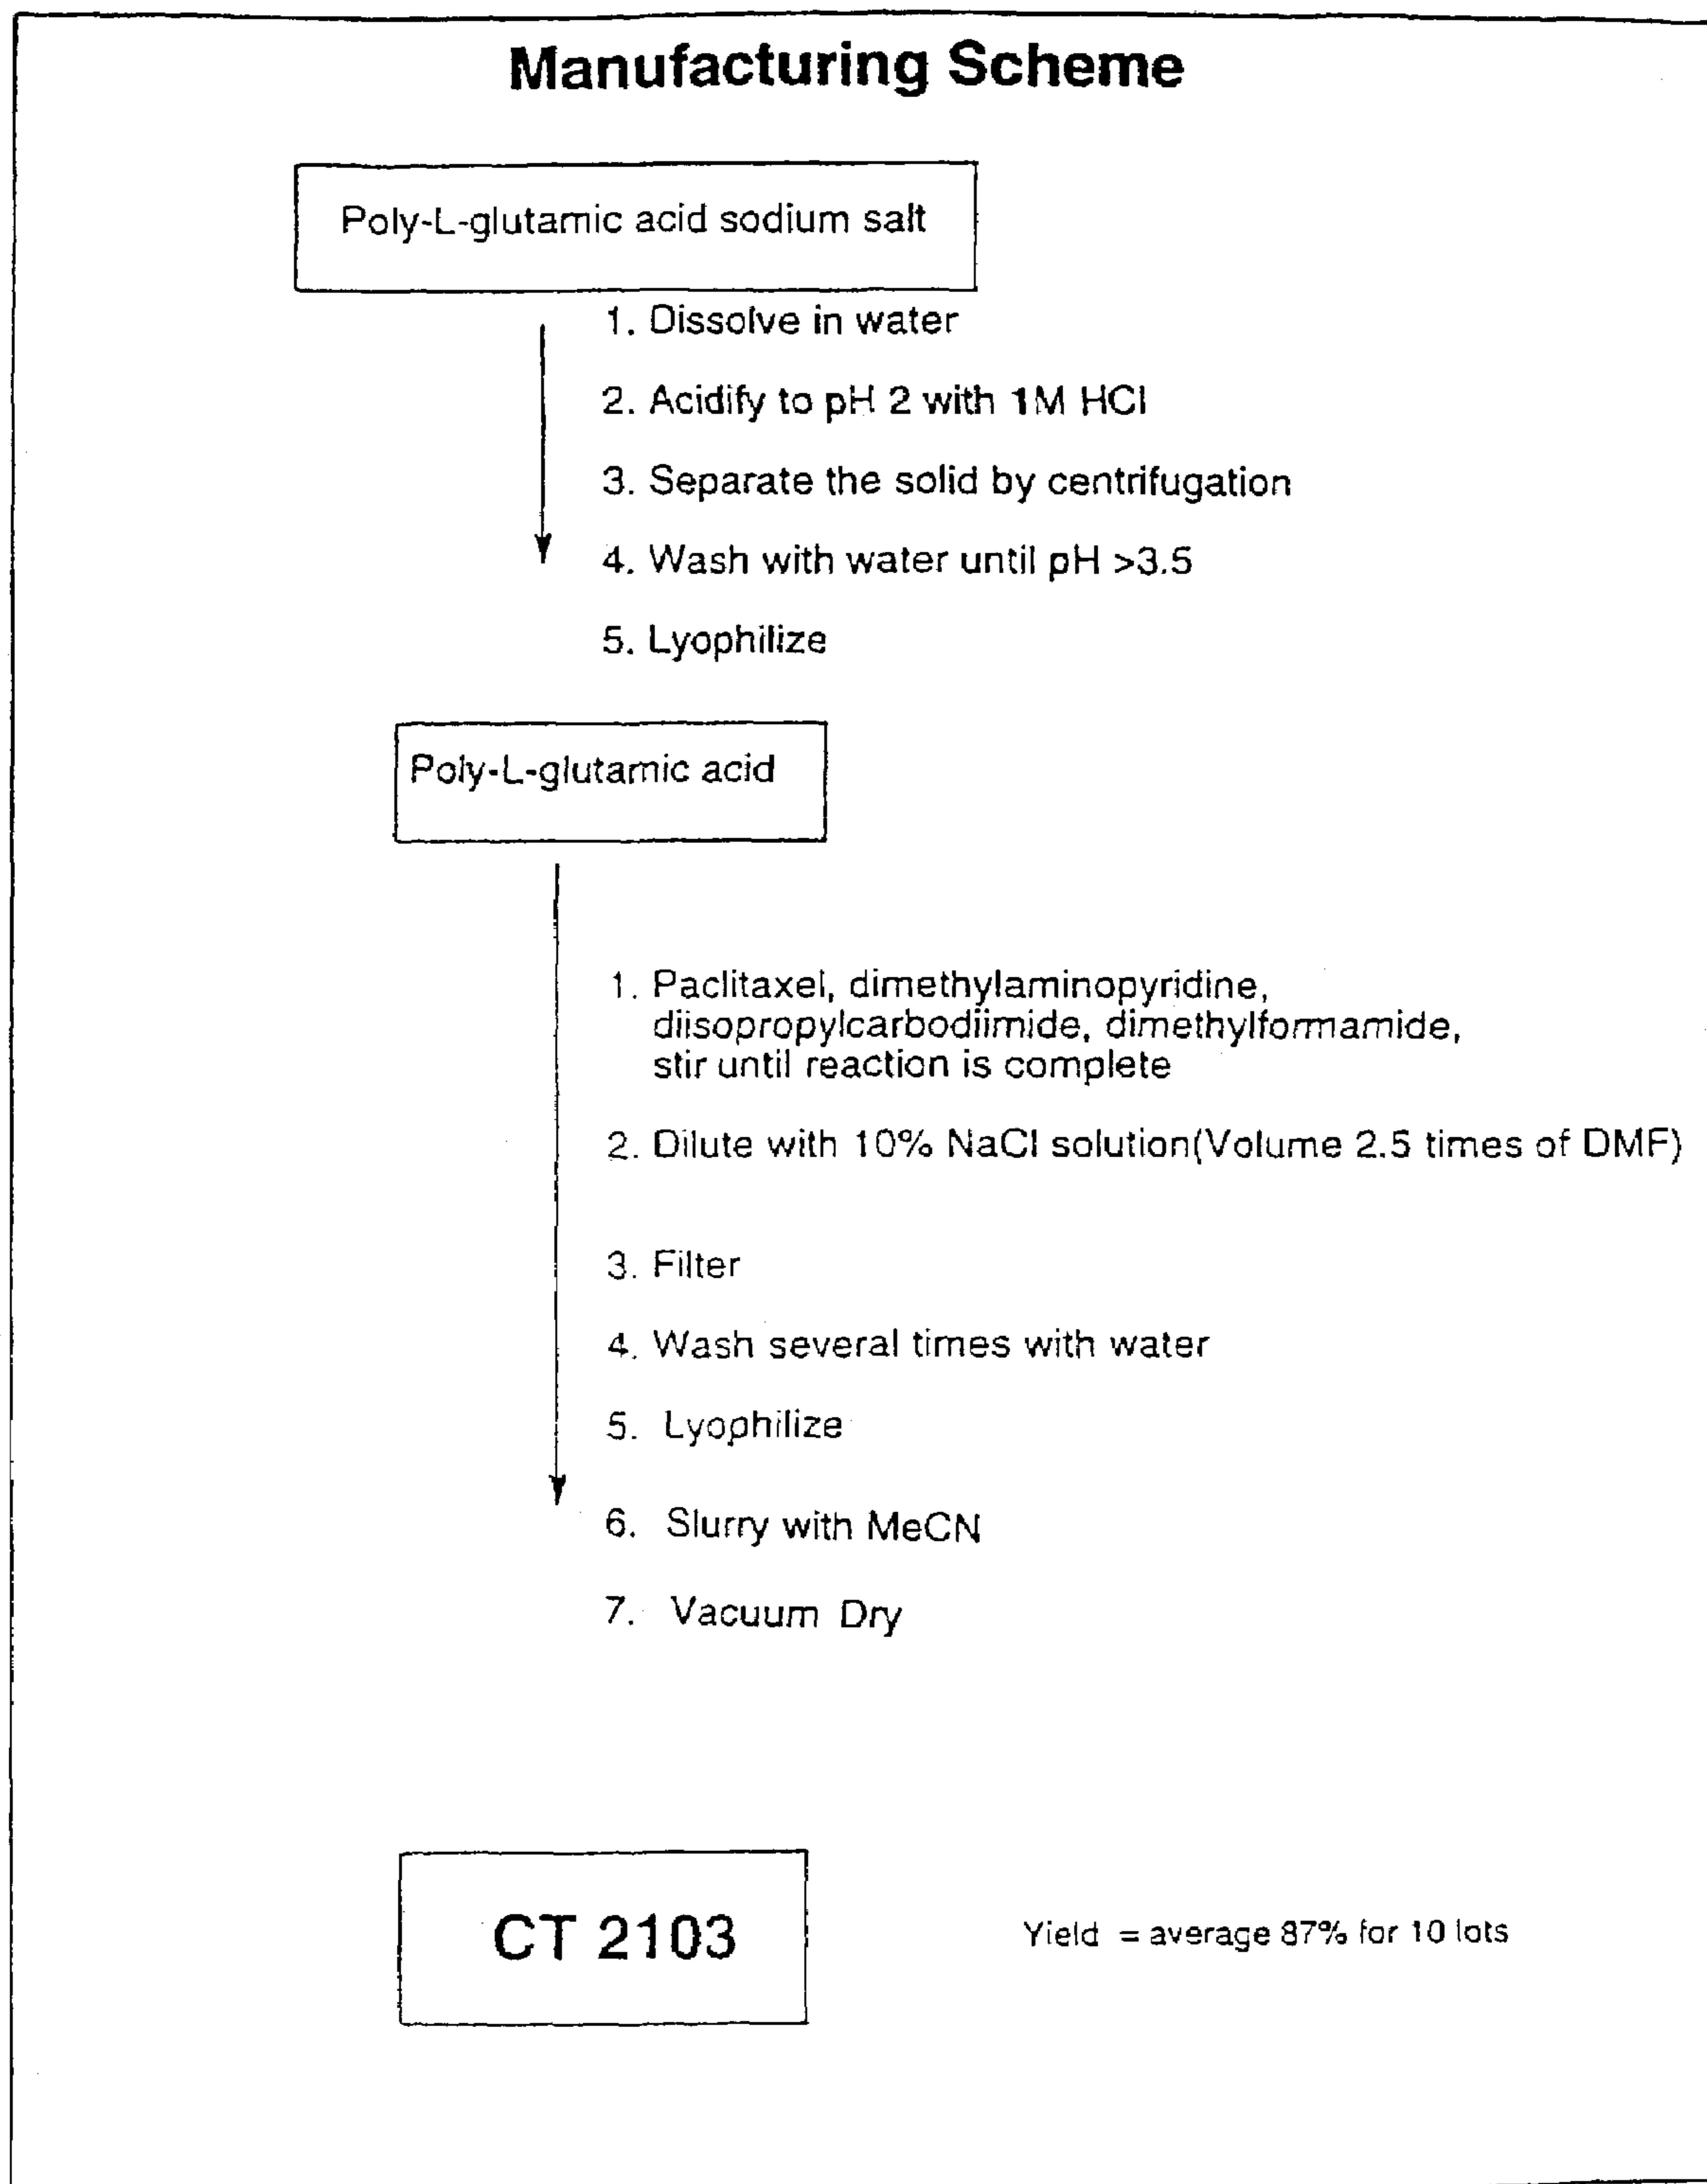 Manufacturing Scheme
Poly-L-glutamic acid sodium salt
1. Dissolve in water
2. Acidify to pH 2 with 1M HCl
3. Separate the solid by centrifugation
4. Wash with water until pH >3.5
5. Lyophilize
Poly-L-glutamic acid
1. Paclitaxel, dimethylaminopyridine,
diisopropylcarbodiimide, dimethylformamide,
stir until reaction is complete
2. Dilute with 10% NaCl solution(Volume 2.5 times of DMF)
3. Filter
4. Wash several times with water
5. Lyophilize
6. Slurry with MeCN
7. Vacuum Dry
CT 2103
Yield = average 87% for 10 lots